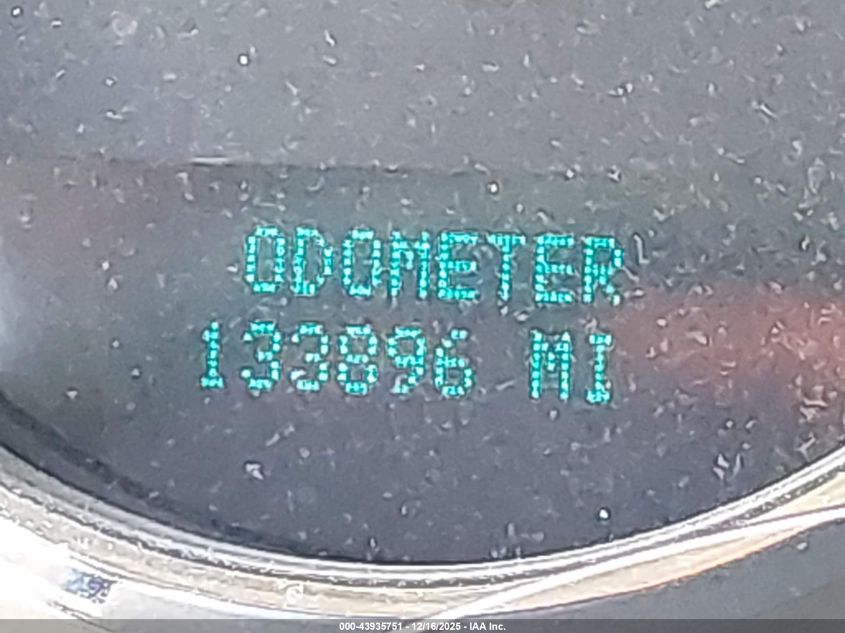 ODOMETER
133896 MI
000-43935751 - 12/16/2025 - IAA Inc.